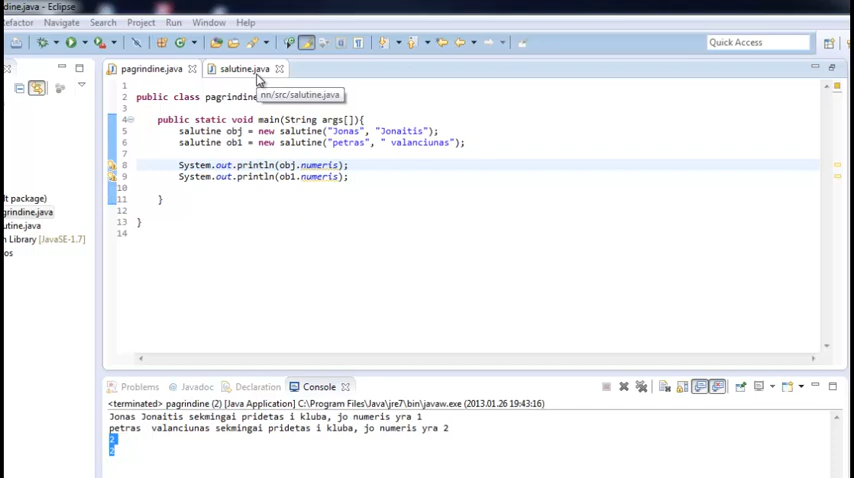 dine.java - Eclipse
Refactor Navigate Search Project Run Window Help
Quick Access
pagrindine.java salutine.java
nn/src/salutine.java
1
2 public class pagrindine
3
4 public static void main(String args[]){
5 salutine obj = new salutine("Jonas", "Jonaitis");
6 salutine ob1 = new salutine("petras", " valanciunas");
7
8 System.out.println(obj.numeris);
9 System.out.println(ob1.numeris);
10
11 }
12
13 }
14
lt package)
grindine.java
utine.java
n Library [JavaSE-1.7]
os
Problems @ Javadoc Declaration Console
<terminated> pagrindine (2) [Java Application] C:\Program Files\Java\jre7\bin\javaw.exe (2013.01.26 19:43:16)
Jonas Jonaitis sekmingai pridetas i kluba, jo numeris yra 1
petras  valanciunas sekmingai pridetas i kluba, jo numeris yra 2
2
2